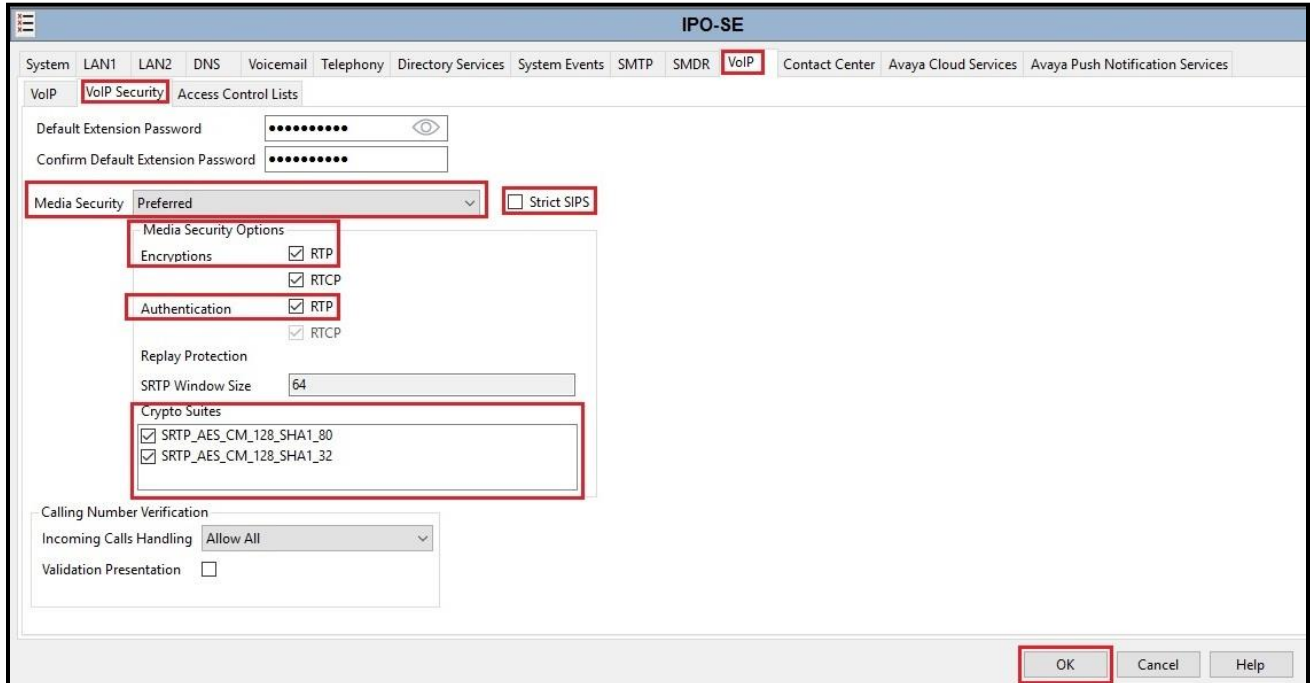 IPO-SE
System LAN1 LAN2 DNS Voicemail Telephony Directory Services System Events SMTP SMDR VoIP Contact Center Avaya Cloud Services Avaya Push Notification Services
VoIP VoIP Security Access Control Lists
Default Extension Password ●●●●●●●●●●
Confirm Default Extension Password ●●●●●●●●●●
Media Security Preferred Strict SIPS
Media Security Options
Encryptions RTP
RTCP
Authentication RTP
RTCP
Replay Protection
SRTP Window Size 64
Crypto Suites
SRTP_AES_CM_128_SHA1_80
SRTP_AES_CM_128_SHA1_32
Calling Number Verification
Incoming Calls Handling Allow All
Validation Presentation
OK Cancel Help